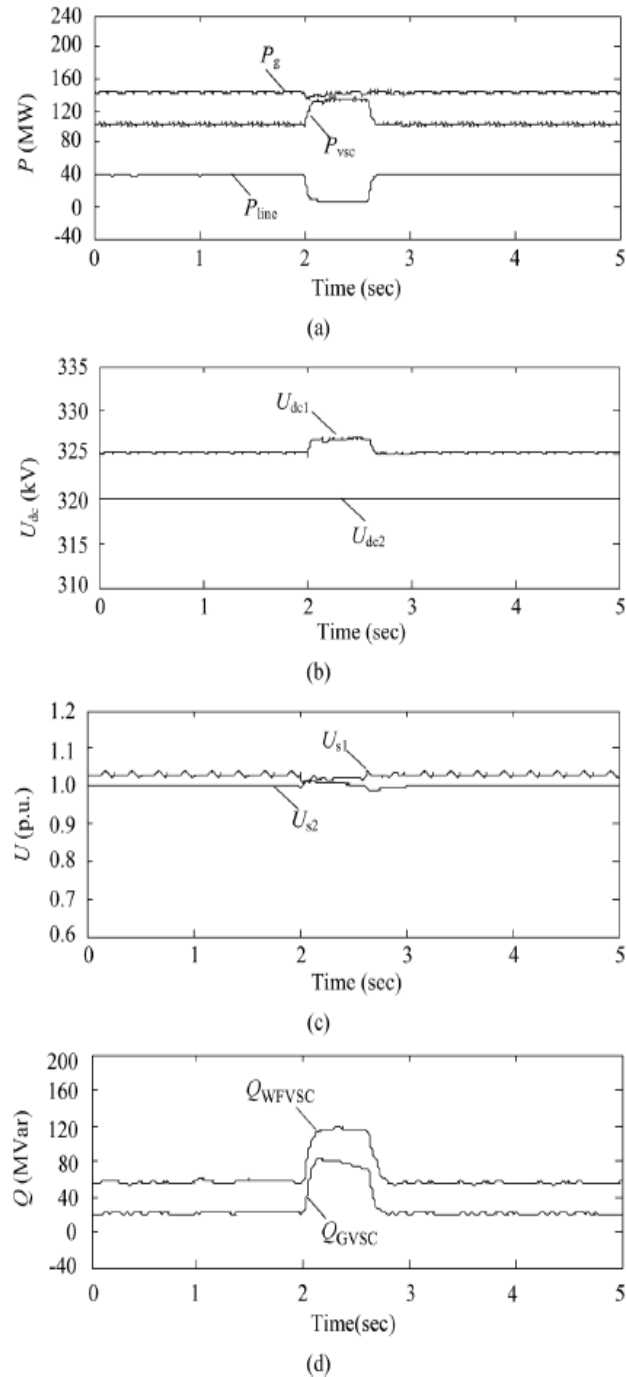 240
200
160
120
80
40
0
-40
P (MW)
Pg
Pvsc
Pline
0 1 2 3 4 5
Time (sec)
(a)
335
330
325
320
315
310
Udc (kV)
Udc1
Udc2
0 1 2 3 4 5
Time (sec)
(b)
1.2
1.1
1.0
0.9
0.8
0.7
0.6
U (p.u.)
Us1
Us2
0 1 2 3 4 5
Time (sec)
(c)
200
160
120
80
40
0
-40
Q (MVar)
QWFVSC
QGVSC
0 1 2 3 4 5
Time(sec)
(d)